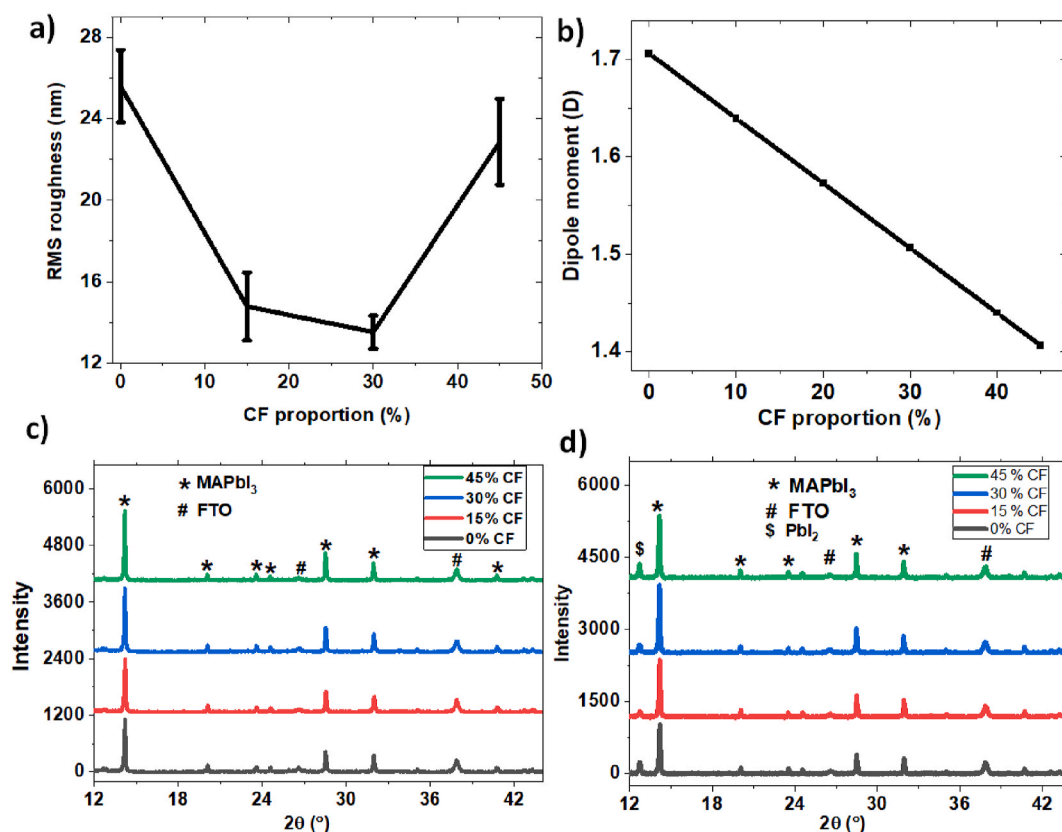 a)
28
24
20
16
12
RMS roughness (nm)
0 10 20 30 40 50
CF proportion (%)
b)
1.7
1.6
1.5
1.4
Dipole moment (D)
0 10 20 30 40
CF proportion (%)
c)
* MAPbI₃
# FTO
45% CF
30% CF
15% CF
0% CF
6000
4800
3600
2400
1200
0
Intensity
* * * * # * * # *
12 18 24 30 36 42
2θ (°)
d)
* MAPbI₃
# FTO
$ PbI₂
45 % CF
30 % CF
15 % CF
0 % CF
6000
4500
3000
1500
0
Intensity
$ * * * # * * #
12 18 24 30 36 42
2θ (°)